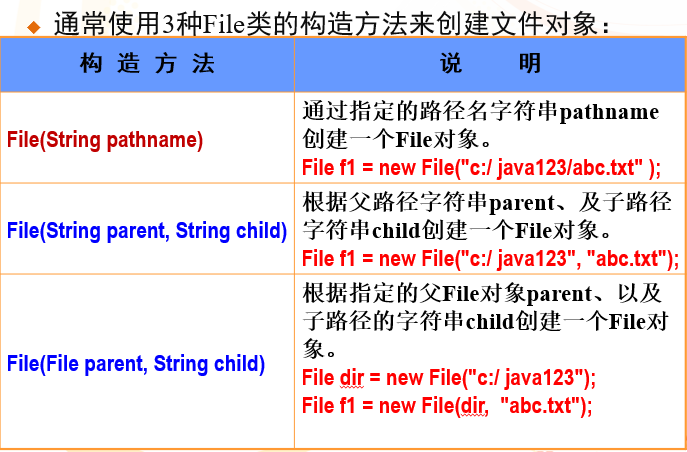 通常使用3种File类的构造方法来创建文件对象：
构 造 方 法
说 明
File(String pathname)
通过指定的路径名字符串pathname
创建一个File对象。
File f1 = new File("c:/ java123/abc.txt" );
File(String parent, String child)
根据父路径字符串parent、及子路径
字符串child创建一个File对象。
File f1 = new File("c:/ java123", "abc.txt");
File(File parent, String child)
根据指定的父File对象parent、以及
子路径的字符串child创建一个File对
象。
File dir = new File("c:/ java123");
File f1 = new File(dir, "abc.txt");